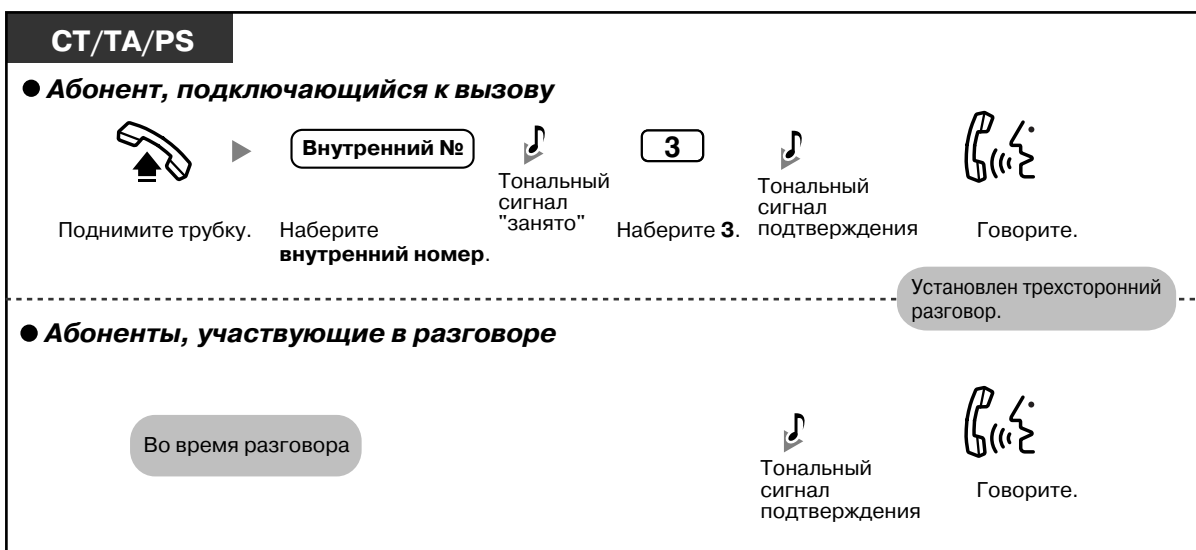 CT/TA/PS
Абонент, подключающийся к вызову
Внутренний №
3
Тональный
сигнал
"занято"
Тональный
сигнал
подтверждения
Поднимите трубку.
Наберите
внутренний номер.
Наберите 3.
Говорите.
Установлен трехсторонний
разговор.
Абоненты, участвующие в разговоре
Во время разговора
Тональный
сигнал
подтверждения
Говорите.